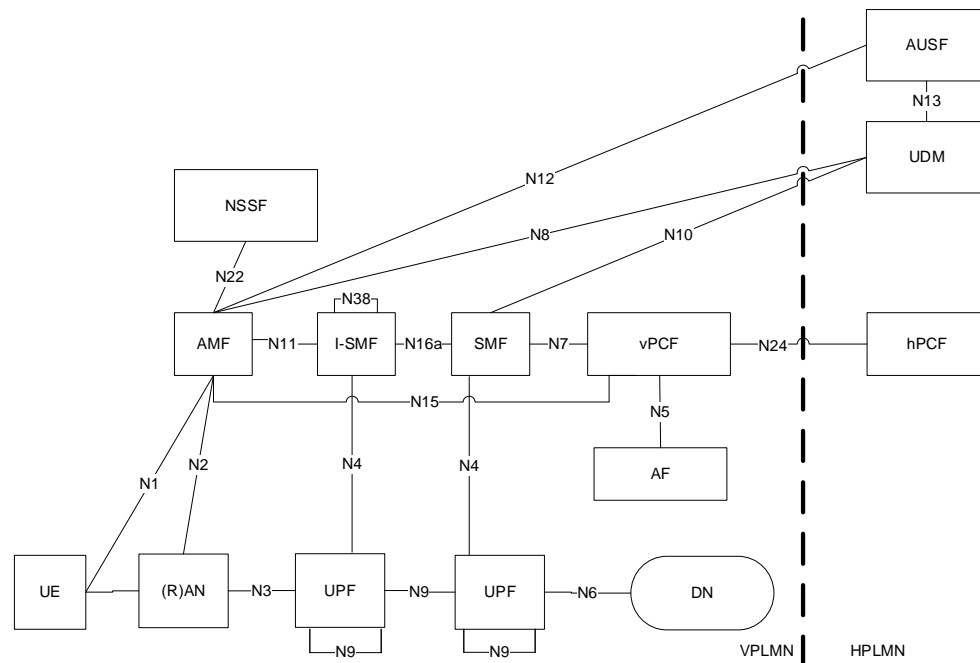 AUSF
N13
UDM
N12
NSSF
N8
N10
N22
N38
AMF
N11
I-SMF
N16a
SMF
N7
vPCF
N24
hPCF
N15
N5
N2
N4
N4
AF
N1
UE
(R)AN
N3
UPF
N9
UPF
N6
DN
N9
N9
VPLMN
HPLMN